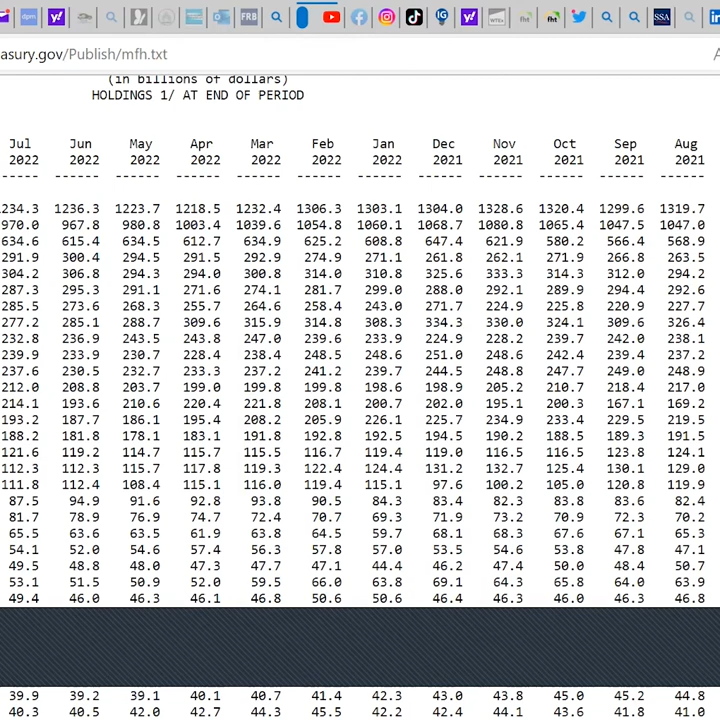 dpm FRB IG WTEx fht fht SSA in
asury.gov/Publish/mfh.txt
(in billions of dollars)
HOLDINGS 1/ AT END OF PERIOD
Jul Jun May Apr Mar Feb Jan Dec Nov Oct Sep Aug
2022 2022 2022 2022 2022 2022 2022 2021 2021 2021 2021 2021
----- ------ ------ ------ ------ ------ ------ ------ ------ ------ ------ ------
1234.3 1236.3 1223.7 1218.5 1232.4 1306.3 1303.1 1304.0 1328.6 1320.4 1299.6 1319.7
970.0 967.8 980.8 1003.4 1039.6 1054.8 1060.1 1068.7 1080.8 1065.4 1047.5 1047.0
634.6 615.4 634.5 612.7 634.9 625.2 608.8 647.4 621.9 580.2 566.4 568.9
291.9 300.4 294.5 291.5 292.9 274.9 271.1 261.8 262.1 271.9 266.8 263.5
304.2 306.8 294.3 294.0 300.8 314.0 310.8 325.6 333.3 314.3 312.0 294.2
287.3 295.3 291.1 271.6 274.1 281.7 299.0 288.0 292.1 289.9 294.4 292.6
285.5 273.6 268.3 255.7 264.6 258.4 243.0 271.7 224.9 225.8 220.9 227.7
277.2 285.1 288.7 309.6 315.9 314.8 308.3 334.3 330.0 324.1 309.6 326.4
232.8 236.9 243.5 243.8 247.0 239.6 233.9 224.9 228.2 239.7 242.0 238.1
239.9 233.9 230.7 228.4 238.4 248.5 248.6 251.0 248.6 242.4 239.4 237.2
237.6 230.5 232.7 233.3 237.2 241.2 239.7 244.5 248.8 247.7 249.0 248.9
212.0 208.8 203.7 199.0 199.8 199.8 198.6 198.9 205.2 210.7 218.4 217.0
214.1 193.6 210.6 220.4 221.8 208.1 200.7 202.0 195.1 200.3 167.1 169.2
193.2 187.7 186.1 195.4 208.2 205.9 226.1 225.7 234.9 233.4 229.5 219.5
188.2 181.8 178.1 183.1 191.8 192.8 192.5 194.5 190.2 188.5 189.3 191.5
121.6 119.2 114.7 115.7 115.5 116.7 119.4 119.0 116.5 116.5 123.8 124.1
112.3 112.3 115.7 117.8 119.3 122.4 124.4 131.2 132.7 125.4 130.1 129.0
111.8 112.4 108.4 115.1 116.0 119.4 115.1 97.6 100.2 105.0 120.8 119.9
87.5 94.9 91.6 92.8 93.8 90.5 84.3 83.4 82.3 83.8 83.6 82.4
81.7 78.9 76.9 74.7 72.4 70.7 69.3 71.9 73.2 70.9 72.3 70.2
65.5 63.6 63.5 61.9 63.8 64.5 59.7 68.1 68.3 67.6 67.1 65.3
54.1 52.0 54.6 57.4 56.3 57.8 57.0 53.5 54.6 53.8 47.8 47.1
49.5 48.8 48.0 47.3 47.7 47.1 44.4 46.2 47.4 50.0 48.4 50.7
53.1 51.5 50.9 52.0 59.5 66.0 63.8 69.1 64.3 65.8 64.0 63.9
49.4 46.0 46.3 46.1 46.8 50.6 50.6 46.4 46.3 46.0 46.3 46.8
39.9 39.2 39.1 40.1 40.7 41.4 42.3 43.0 43.8 45.0 45.2 44.8
40.3 40.5 42.0 42.7 44.3 45.5 42.2 42.4 44.1 43.6 41.8 41.0